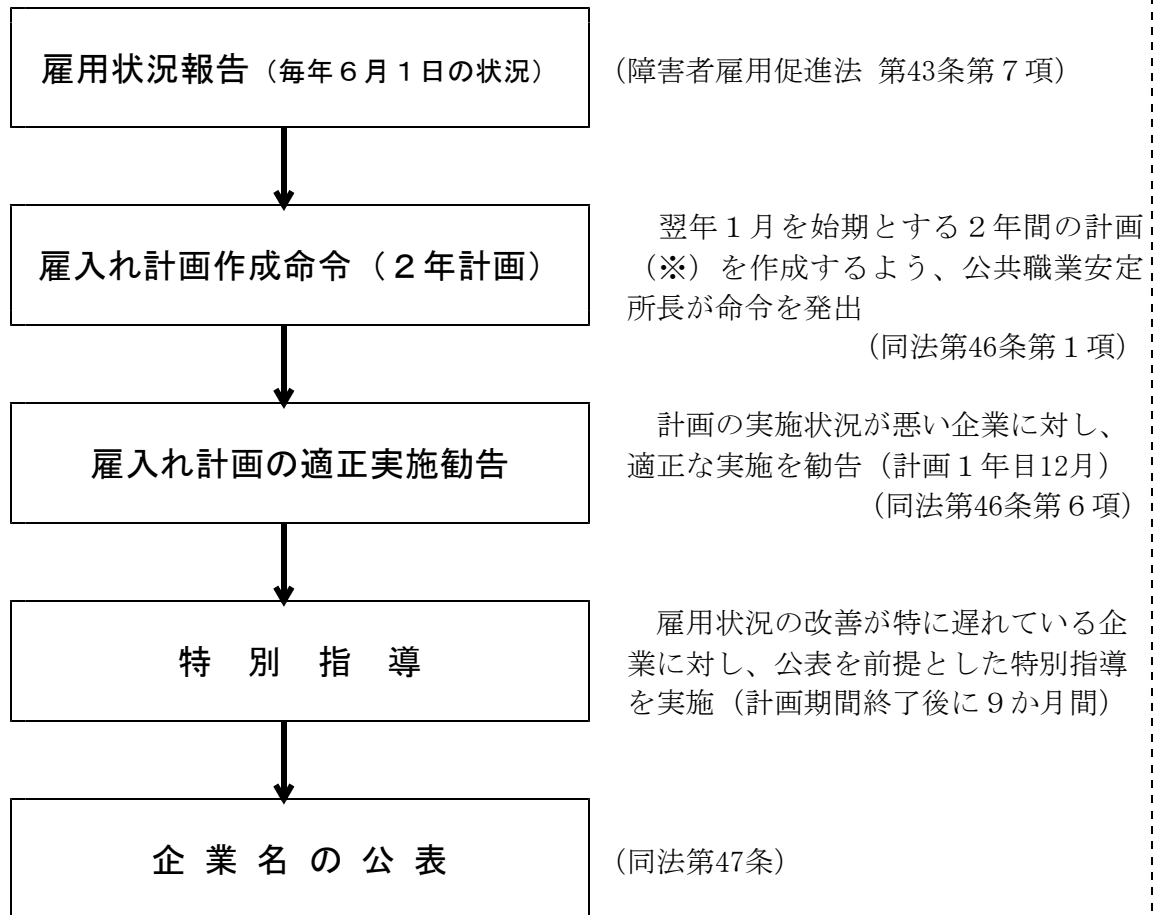 雇用状況報告（毎年６月１日の状況）
（障害者雇用促進法 第43条第７項）
雇入れ計画作成命令（２年計画）
翌年１月を始期とする２年間の計画
（※）を作成するよう、公共職業安定
所長が命令を発出
（同法第46条第１項）
雇入れ計画の適正実施勧告
計画の実施状況が悪い企業に対し、
適正な実施を勧告（計画１年目12月）
（同法第46条第６項）
特 別 指 導
雇用状況の改善が特に遅れている企
業に対し、公表を前提とした特別指導
を実施（計画期間終了後に９か月間）
企 業 名 の 公 表
（同法第47条）